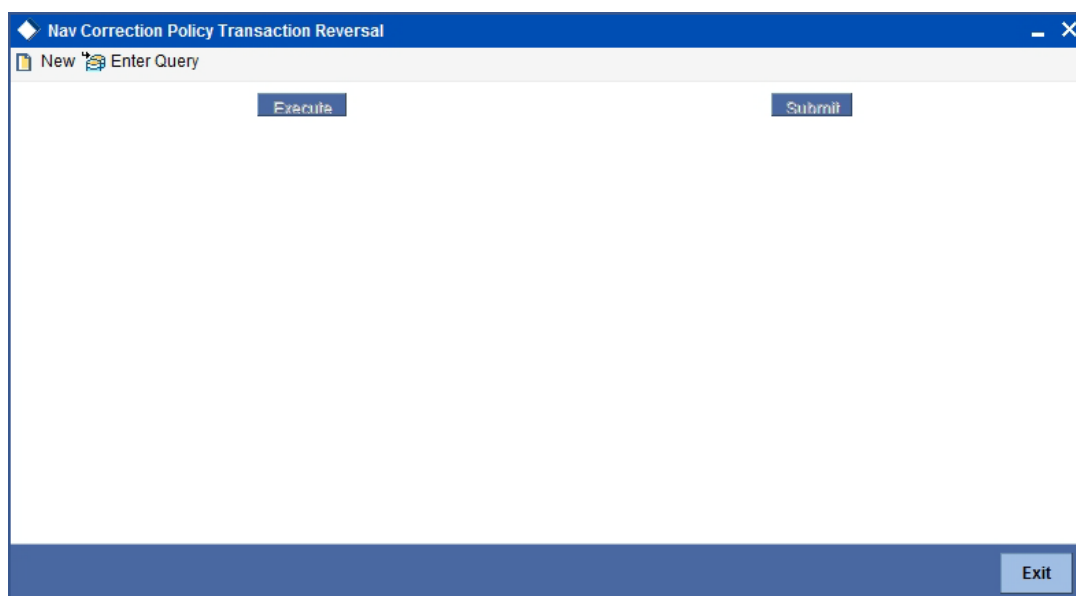 Nav Correction Policy Transaction Reversal
New Enter Query
Execute Submit
Exit